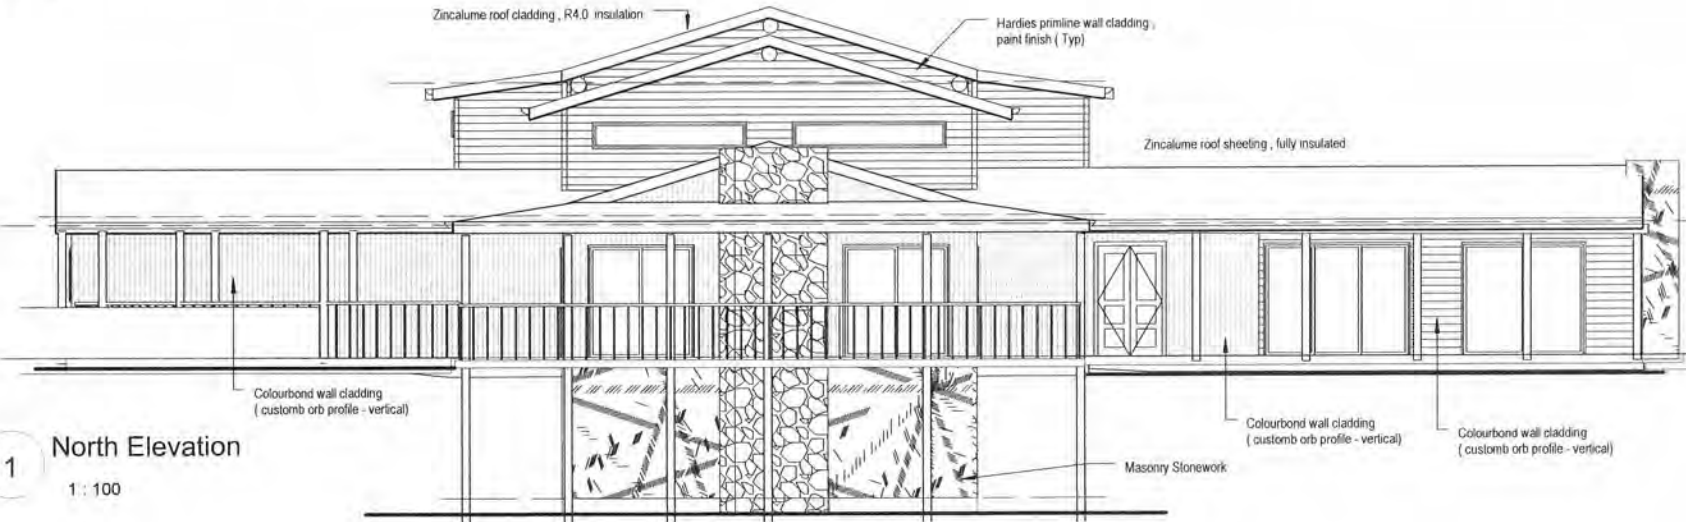 Zincalume roof cladding , R4.0 insulation
Hardies primline wall cladding ,
paint finish ( Typ)
Zincalume roof sheeting , fully insulated
Colourbond wall cladding
( customb orb profile - vertical)
Colourbond wall cladding
( customb orb profile - vertical)
Colourbond wall cladding
( customb orb profile - vertical)
Masonry Stonework
1
North Elevation
1 : 100